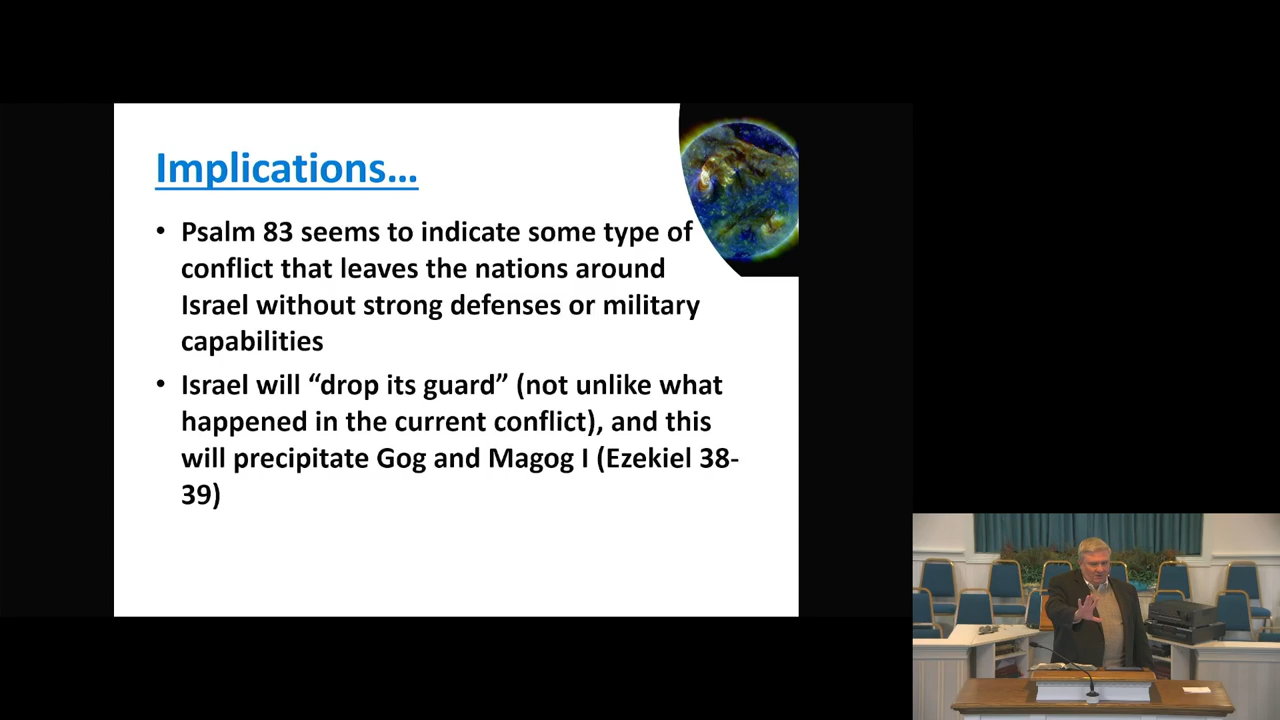 Implications…
• Psalm 83 seems to indicate some type of
conflict that leaves the nations around
Israel without strong defenses or military
capabilities
• Israel will “drop its guard” (not unlike what
happened in the current conflict), and this
will precipitate Gog and Magog I (Ezekiel 38-
39)